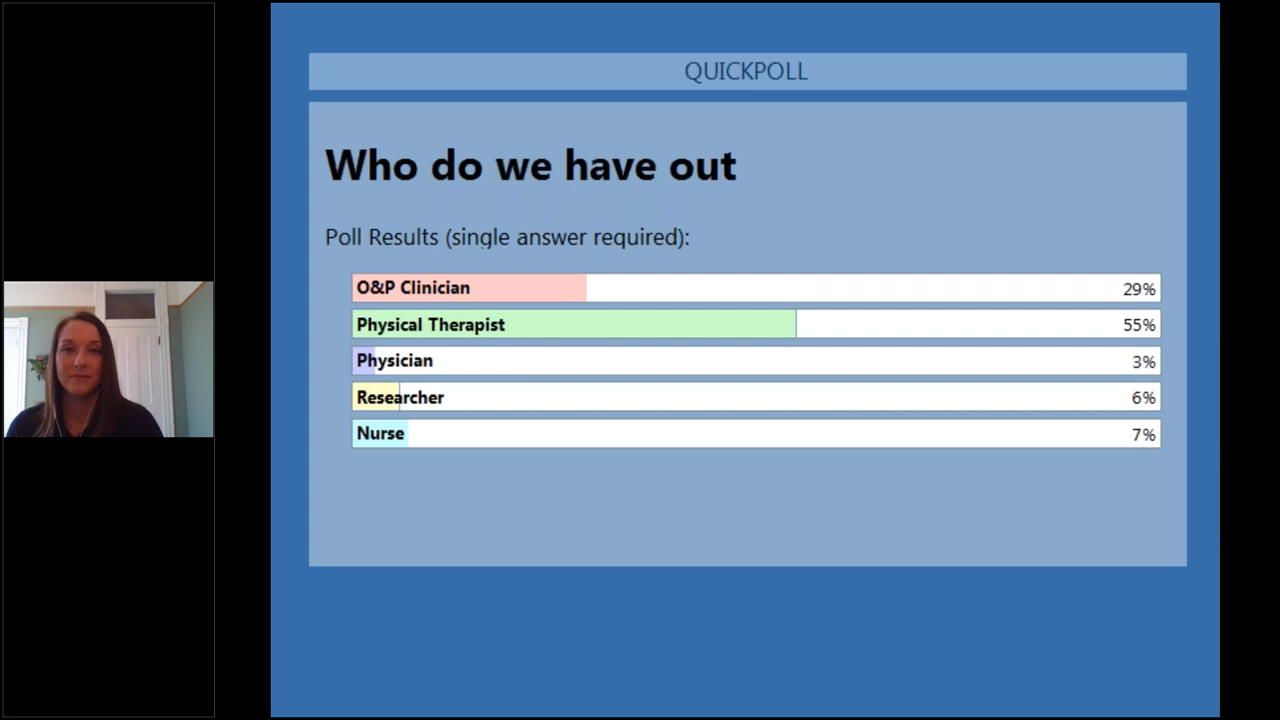 QUICKPOLL
Who do we have out
Poll Results (single answer required):
O&P Clinician 29%
Physical Therapist 55%
Physician 3%
Researcher 6%
Nurse 7%